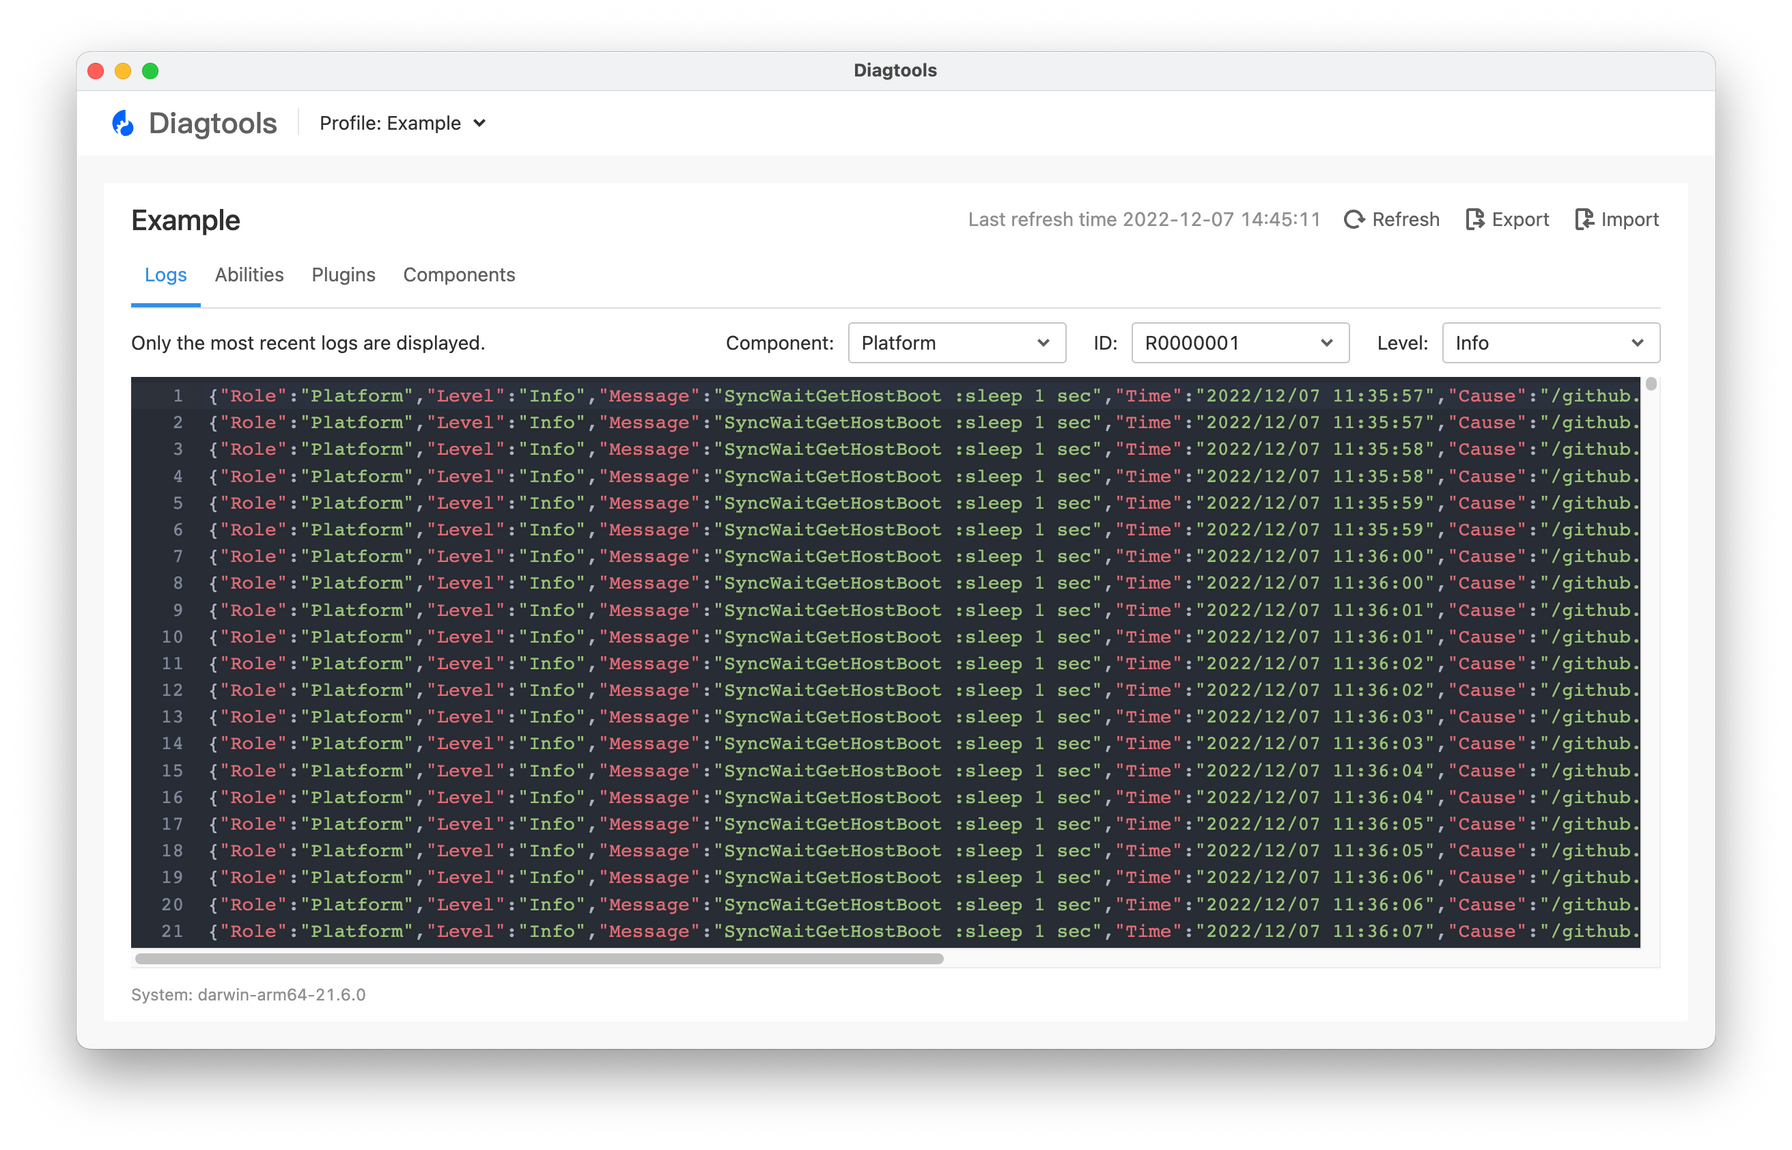 Diagtools
Diagtools
Profile: Example
Example
Last refresh time 2022-12-07 14:45:11
Refresh
Export
Import
Logs
Abilities
Plugins
Components
Only the most recent logs are displayed.
Component: Platform
ID: R0000001
Level: Info
1 {"Role":"Platform","Level":"Info","Message":"SyncWaitGetHostBoot :sleep 1 sec","Time":"2022/12/07 11:35:57","Cause":"/github.
2 {"Role":"Platform","Level":"Info","Message":"SyncWaitGetHostBoot :sleep 1 sec","Time":"2022/12/07 11:35:57","Cause":"/github.
3 {"Role":"Platform","Level":"Info","Message":"SyncWaitGetHostBoot :sleep 1 sec","Time":"2022/12/07 11:35:58","Cause":"/github.
4 {"Role":"Platform","Level":"Info","Message":"SyncWaitGetHostBoot :sleep 1 sec","Time":"2022/12/07 11:35:58","Cause":"/github.
5 {"Role":"Platform","Level":"Info","Message":"SyncWaitGetHostBoot :sleep 1 sec","Time":"2022/12/07 11:35:59","Cause":"/github.
6 {"Role":"Platform","Level":"Info","Message":"SyncWaitGetHostBoot :sleep 1 sec","Time":"2022/12/07 11:35:59","Cause":"/github.
7 {"Role":"Platform","Level":"Info","Message":"SyncWaitGetHostBoot :sleep 1 sec","Time":"2022/12/07 11:36:00","Cause":"/github.
8 {"Role":"Platform","Level":"Info","Message":"SyncWaitGetHostBoot :sleep 1 sec","Time":"2022/12/07 11:36:00","Cause":"/github.
9 {"Role":"Platform","Level":"Info","Message":"SyncWaitGetHostBoot :sleep 1 sec","Time":"2022/12/07 11:36:01","Cause":"/github.
10 {"Role":"Platform","Level":"Info","Message":"SyncWaitGetHostBoot :sleep 1 sec","Time":"2022/12/07 11:36:01","Cause":"/github.
11 {"Role":"Platform","Level":"Info","Message":"SyncWaitGetHostBoot :sleep 1 sec","Time":"2022/12/07 11:36:02","Cause":"/github.
12 {"Role":"Platform","Level":"Info","Message":"SyncWaitGetHostBoot :sleep 1 sec","Time":"2022/12/07 11:36:02","Cause":"/github.
13 {"Role":"Platform","Level":"Info","Message":"SyncWaitGetHostBoot :sleep 1 sec","Time":"2022/12/07 11:36:03","Cause":"/github.
14 {"Role":"Platform","Level":"Info","Message":"SyncWaitGetHostBoot :sleep 1 sec","Time":"2022/12/07 11:36:03","Cause":"/github.
15 {"Role":"Platform","Level":"Info","Message":"SyncWaitGetHostBoot :sleep 1 sec","Time":"2022/12/07 11:36:04","Cause":"/github.
16 {"Role":"Platform","Level":"Info","Message":"SyncWaitGetHostBoot :sleep 1 sec","Time":"2022/12/07 11:36:04","Cause":"/github.
17 {"Role":"Platform","Level":"Info","Message":"SyncWaitGetHostBoot :sleep 1 sec","Time":"2022/12/07 11:36:05","Cause":"/github.
18 {"Role":"Platform","Level":"Info","Message":"SyncWaitGetHostBoot :sleep 1 sec","Time":"2022/12/07 11:36:05","Cause":"/github.
19 {"Role":"Platform","Level":"Info","Message":"SyncWaitGetHostBoot :sleep 1 sec","Time":"2022/12/07 11:36:06","Cause":"/github.
20 {"Role":"Platform","Level":"Info","Message":"SyncWaitGetHostBoot :sleep 1 sec","Time":"2022/12/07 11:36:06","Cause":"/github.
21 {"Role":"Platform","Level":"Info","Message":"SyncWaitGetHostBoot :sleep 1 sec","Time":"2022/12/07 11:36:07","Cause":"/github.
System: darwin-arm64-21.6.0